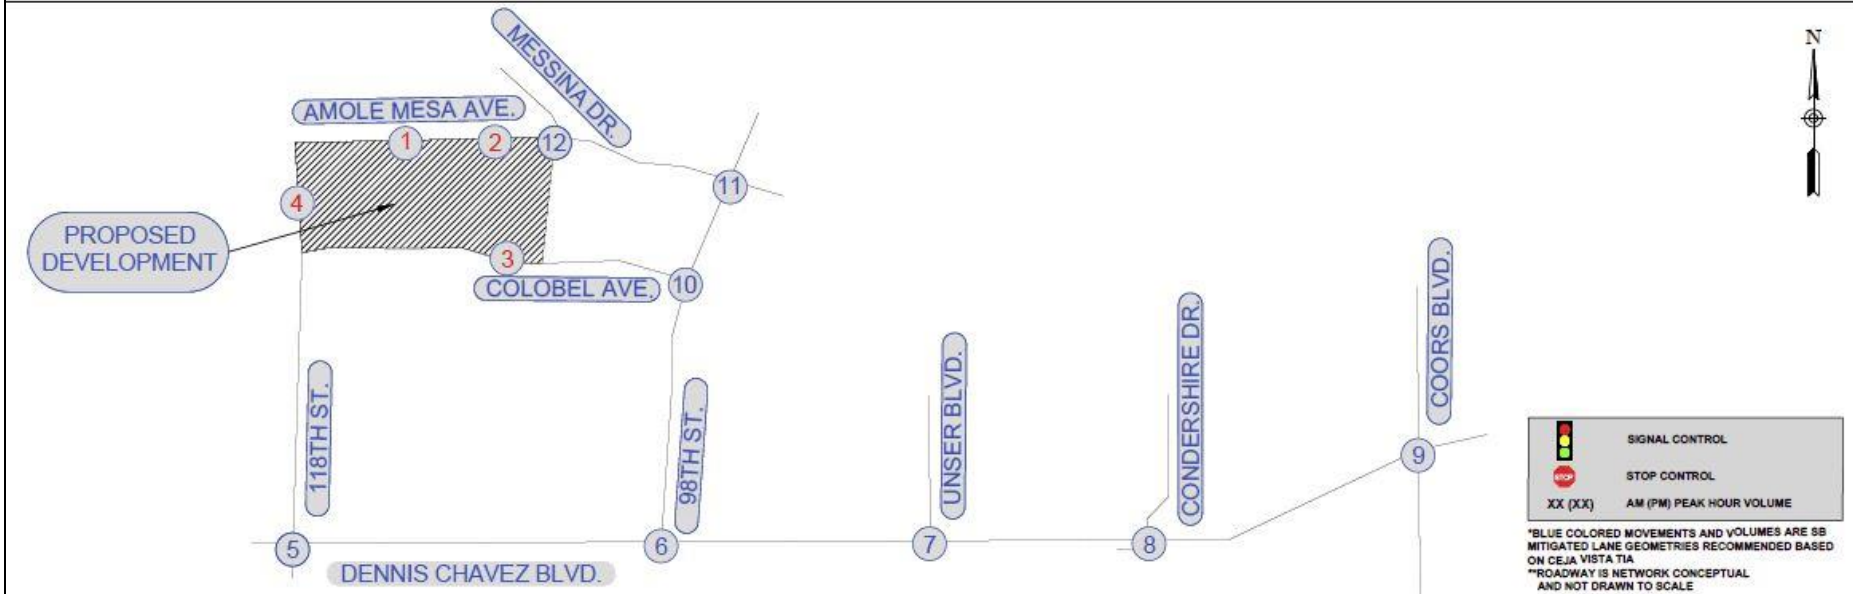 MESSINA DR.
N
AMOLE MESA AVE.
1
2
12
11
4
PROPOSED
DEVELOPMENT
3
COLOBEL AVE.
10
118TH ST.
98TH ST.
UNSER BLVD.
CONDERSHIRE DR.
COORS BLVD.
9
5
6
7
8
DENNIS CHAVEZ BLVD.
SIGNAL CONTROL
STOP
STOP CONTROL
XX (XX) AM (PM) PEAK HOUR VOLUME
*BLUE COLORED MOVEMENTS AND VOLUMES ARE SB
MITIGATED LANE GEOMETRIES RECOMMENDED BASED
ON CEJA VISTA TIA
**ROADWAY IS NETWORK CONCEPTUAL
AND NOT DRAWN TO SCALE